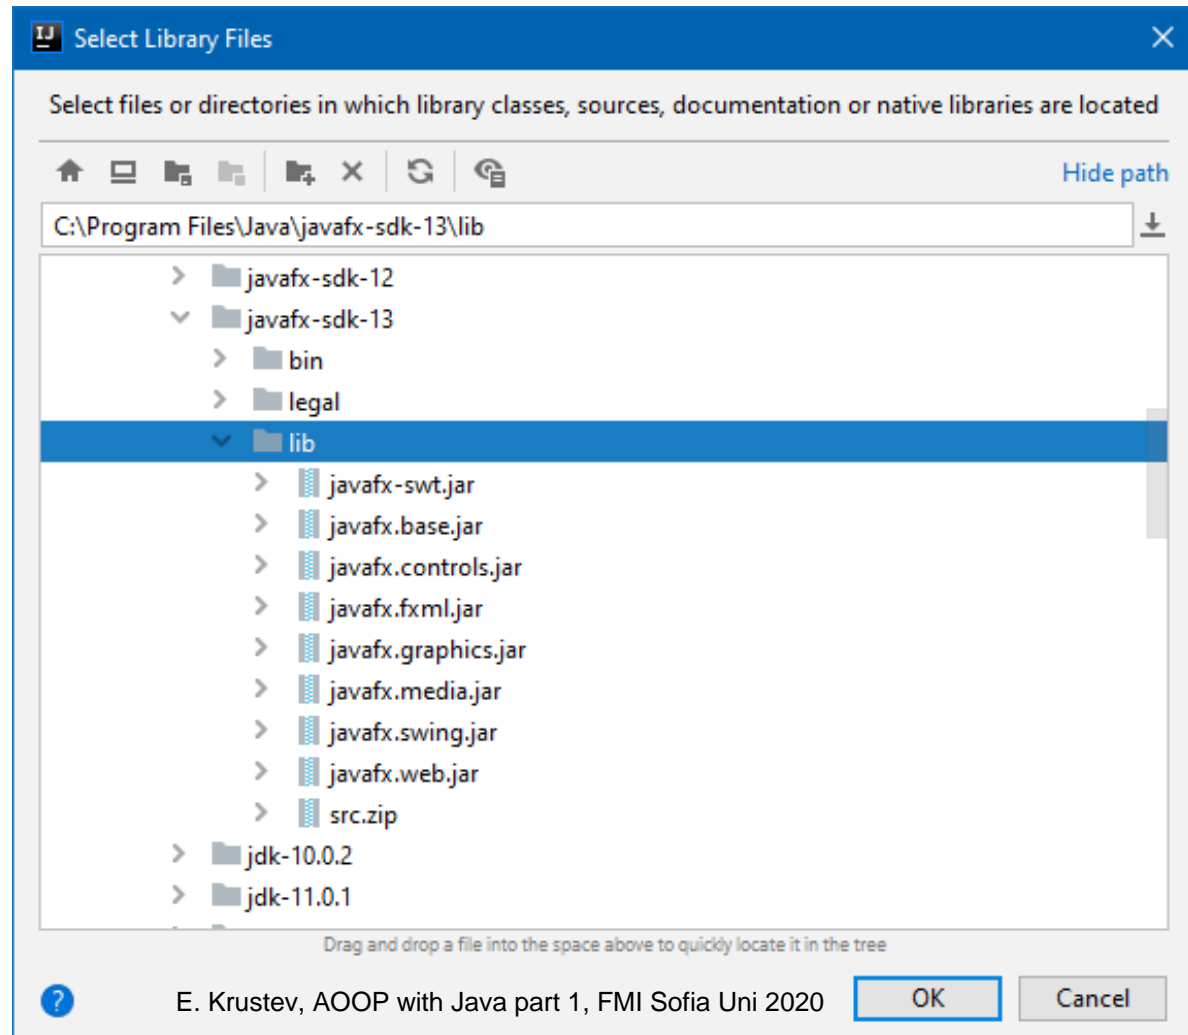 Select Library Files
Select files or directories in which library classes, sources, documentation or native libraries are located
Hide path
C:\Program Files\Java\javafx-sdk-13\lib
javafx-sdk-12
javafx-sdk-13
bin
legal
lib
javafx-swt.jar
javafx.base.jar
javafx.controls.jar
javafx.fxml.jar
javafx.graphics.jar
javafx.media.jar
javafx.swing.jar
javafx.web.jar
src.zip
jdk-10.0.2
jdk-11.0.1
Drag and drop a file into the space above to quickly locate it in the tree
? E. Krustev, AOOP with Java part 1, FMI Sofia Uni 2020 OK Cancel